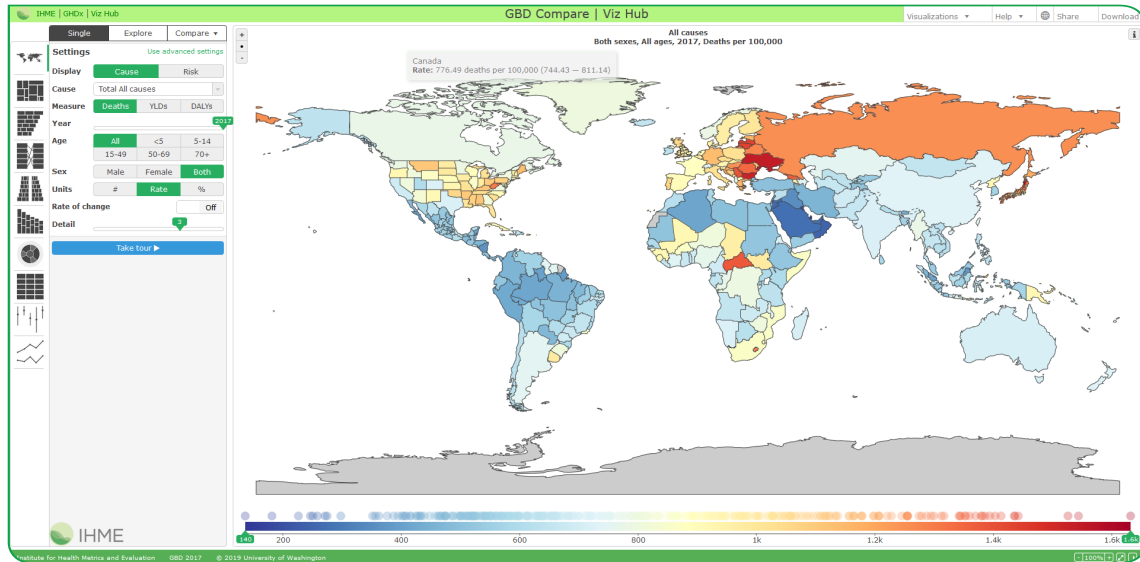 IHME | GHDx | Viz Hub
GBD Compare | Viz Hub
Visualizations ▾
Help ▾
Share
Download
Single
Explore
Compare ▾
Settings
Use advanced settings
Display
Cause
Risk
Cause
Total All causes
Measure
Deaths
YLDs
DALYs
Year
2017
Age
All
<5
5-14
15-49
50-69
70+
Sex
Male
Female
Both
Units
#
Rate
%
Rate of change
Off
Detail
3
Take tour ▶
IHME
+
-
All causes
Both sexes, All ages, 2017, Deaths per 100,000
i
Canada
Rate: 776.49 deaths per 100,000 (744.43 — 811.14)
140
200
400
600
800
1k
1.2k
1.4k
1.6k
1.6k
Institute for Health Metrics and Evaluation
GBD 2017
© 2019 University of Washington
- 100% +